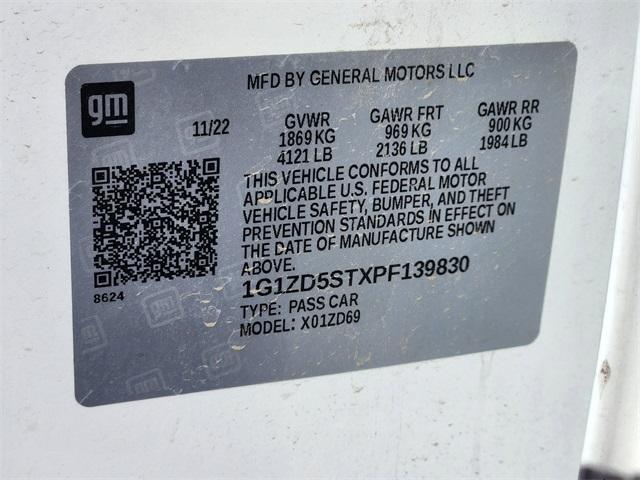 MFD BY GENERAL MOTORS LLC
gm
11/22
GVWR
1869 KG
4121 LB
GAWR FRT
969 KG
2136 LB
GAWR RR
900 KG
1984 LB
THIS VEHICLE CONFORMS TO ALL
APPLICABLE U.S. FEDERAL MOTOR
VEHICLE SAFETY, BUMPER, AND THEFT
PREVENTION STANDARDS IN EFFECT ON
THE DATE OF MANUFACTURE SHOWN
ABOVE.
8624
1G1ZD5STXPF139830
TYPE: PASS CAR
MODEL: X01ZD69